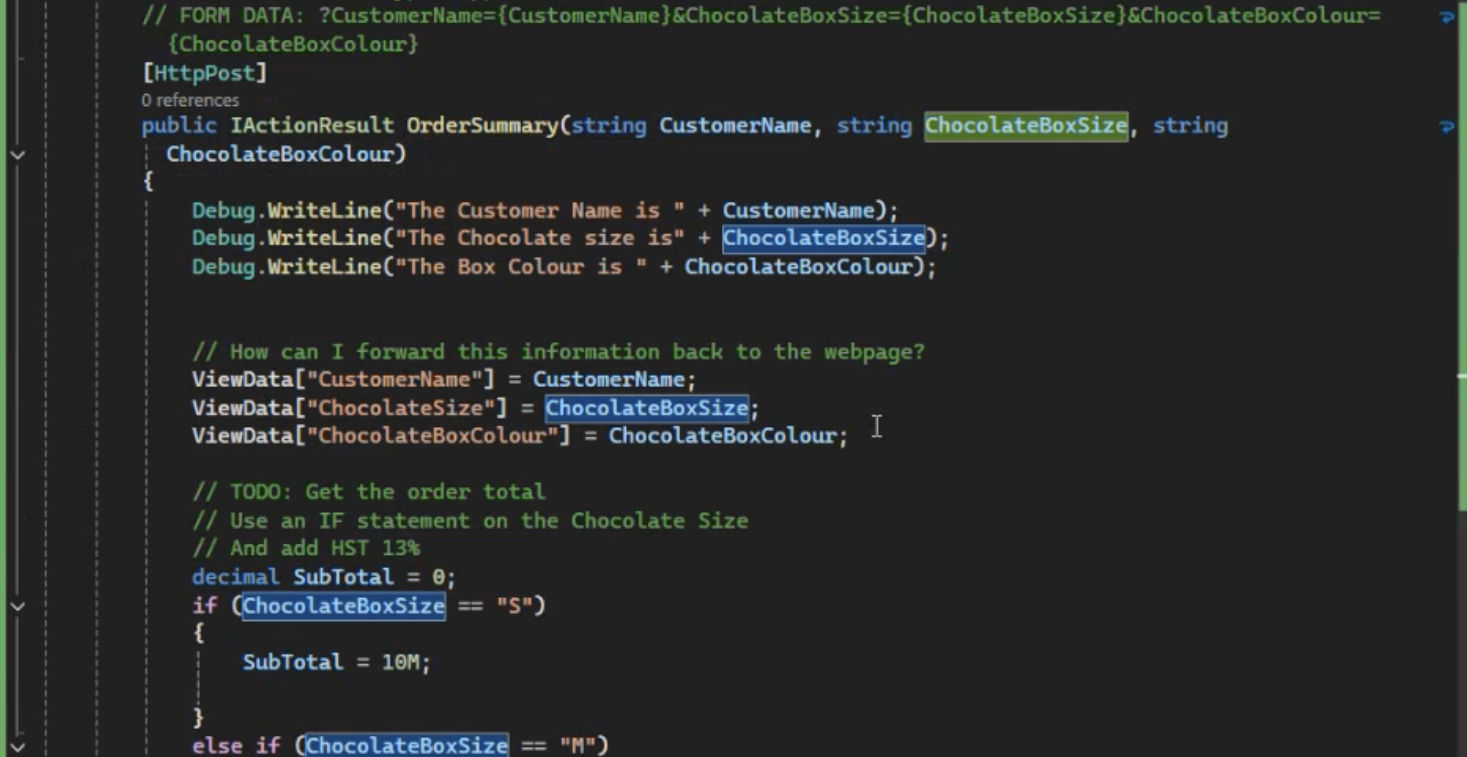 // FORM DATA: ?CustomerName={CustomerName}&ChocolateBoxSize={ChocolateBoxSize}&ChocolateBoxColour=
{ChocolateBoxColour}
[HttpPost]
0 references
public IActionResult OrderSummary(string CustomerName, string ChocolateBoxSize, string
ChocolateBoxColour)
{
Debug.WriteLine("The Customer Name is " + CustomerName);
Debug.WriteLine("The Chocolate size is" + ChocolateBoxSize);
Debug.WriteLine("The Box Colour is " + ChocolateBoxColour);
// How can I forward this information back to the webpage?
ViewData["CustomerName"] = CustomerName;
ViewData["ChocolateSize"] = ChocolateBoxSize;
ViewData["ChocolateBoxColour"] = ChocolateBoxColour;
// TODO: Get the order total
// Use an IF statement on the Chocolate Size
// And add HST 13%
decimal SubTotal = 0;
if (ChocolateBoxSize == "S")
{
SubTotal = 10M;
}
else if (ChocolateBoxSize == "M")